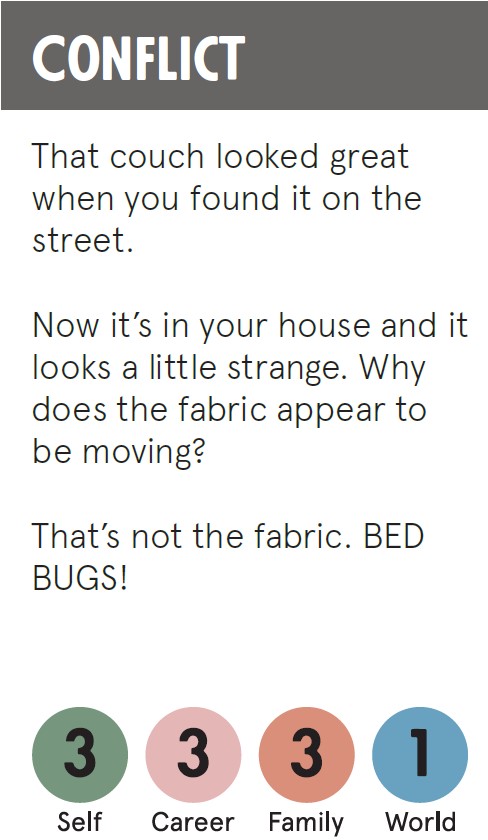 CONFLICT
That couch looked great
when you found it on the
street.
Now it’s in your house and it
looks a little strange. Why
does the fabric appear to
be moving?
That’s not the fabric. BED
BUGS!
3 3 3 1
Self Career Family World